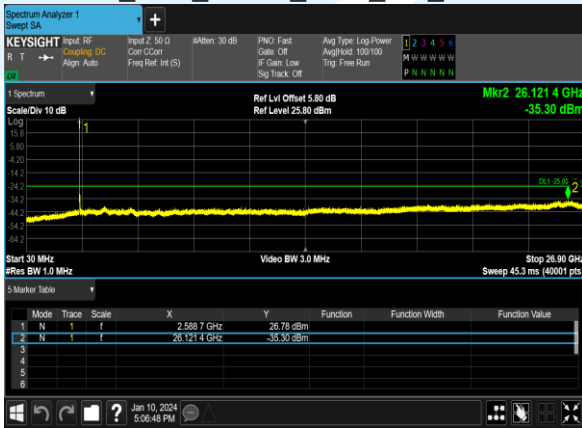 Spectrum Analyzer 1
Swept SA
+
KEYSIGHT Input: RF Input Z: 50 Ω #Atten: 30 dB PNO: Fast Avg Type: Log-Power 1 2 3 4 5 6
R T Coupling: DC Corr CCorr Gate: Off Avg|Hold: 100/100 M W W W W W
Align: Auto Freq Ref: Int (S) IF Gain: Low Trig: Free Run
Sig Track: Off P N N N N N
1 Spectrum
Scale/Div 10 dB
Ref Lvl Offset 5.80 dB
Ref Level 25.80 dBm
Mkr2 26.121 4 GHz
-35.30 dBm
Log
1
15.8
5.80
-4.20
-14.2
-24.2
DL1 -25.00
2
-34.2
-44.2
-54.2
-64.2
Start 30 MHz Video BW 3.0 MHz Stop 26.90 GHz
#Res BW 1.0 MHz Sweep 45.3 ms (40001 pts)
5 Marker Table
Mode Trace Scale X Y Function Function Width Function Value
1 N 1 f 2.588 7 GHz 26.78 dBm
2 N 1 f 26.121 4 GHz -35.30 dBm
3
4
5
6
? Jan 10, 2024
5:06:48 PM